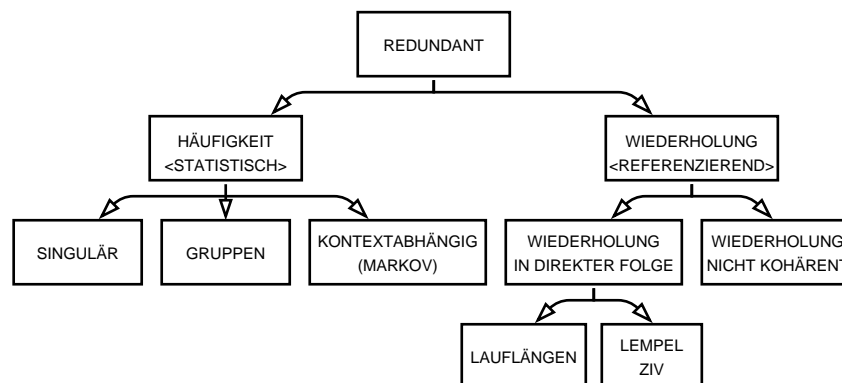 REDUNDANT
HÄUFIGKEIT
<STATISTISCH>
WIEDERHOLUNG
<REFERENZIEREND>
SINGULÄR
GRUPPEN
KONTEXTABHÄNGIG
(MARKOV)
WIEDERHOLUNG
IN DIREKTER FOLGE
WIEDERHOLUNG
NICHT KOHÄRENT
LAUFLÄNGEN
LEMPEL
ZIV